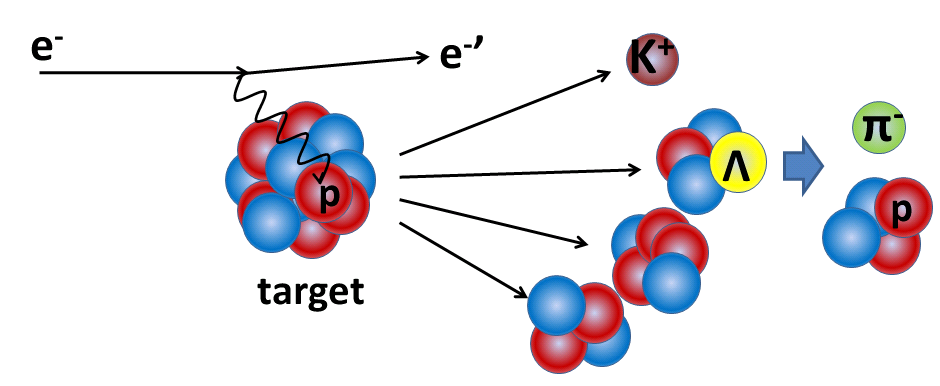 e⁻
e⁻’
K⁺
π⁻
Λ
p
p
target